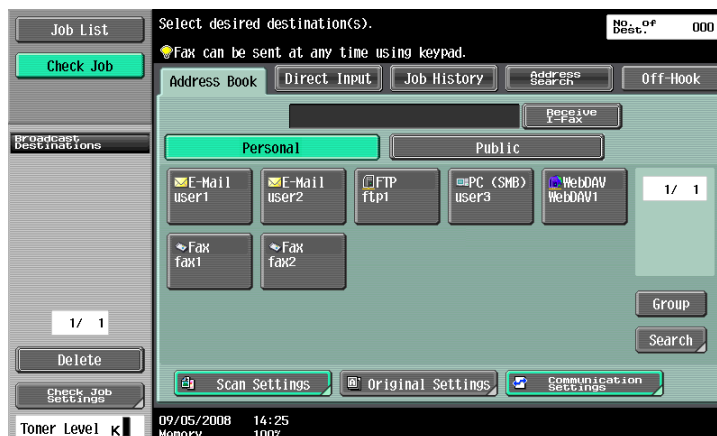 Job List
Check Job
Broadcast
Destinations
1/ 1
Delete
Check Job
Settings
Toner Level K
Select desired destination(s).
No. of
Dest. 000
Fax can be sent at any time using keypad.
Address Book
Direct Input
Job History
Address
Search
Off-Hook
Receive
I-Fax
Personal
Public
E-Mail
user1
E-Mail
user2
FTP
ftp1
PC (SMB)
user3
WebDAV
WebDAV1
1/ 1
Fax
fax1
Fax
fax2
Group
Search
Scan Settings
Original Settings
Communication
Settings
09/05/2008 14:25
Memory 100%